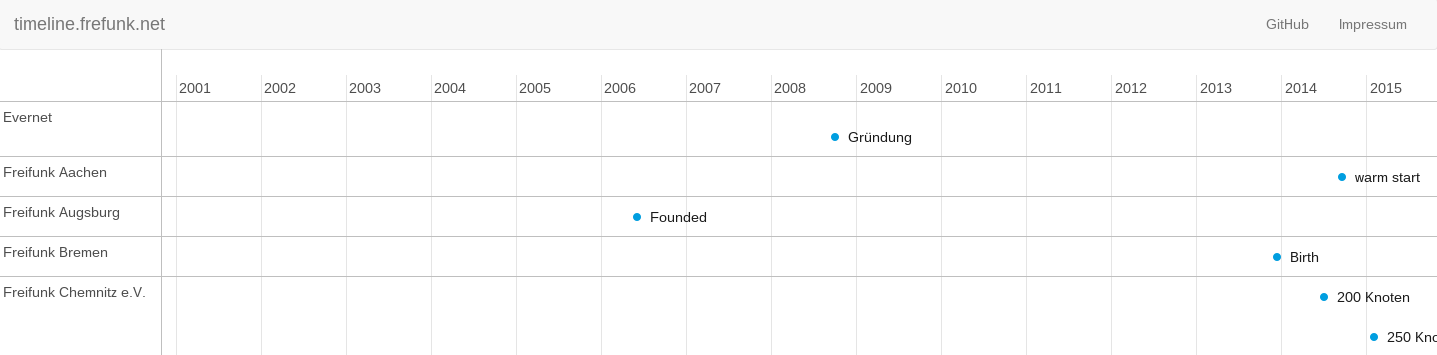 timeline.frefunk.net GitHub Impressum
2001 2002 2003 2004 2005 2006 2007 2008 2009 2010 2011 2012 2013 2014 2015
Evernet
Gründung
Freifunk Aachen
warm start
Freifunk Augsburg
Founded
Freifunk Bremen
Birth
Freifunk Chemnitz e.V.
200 Knoten
250 Kno